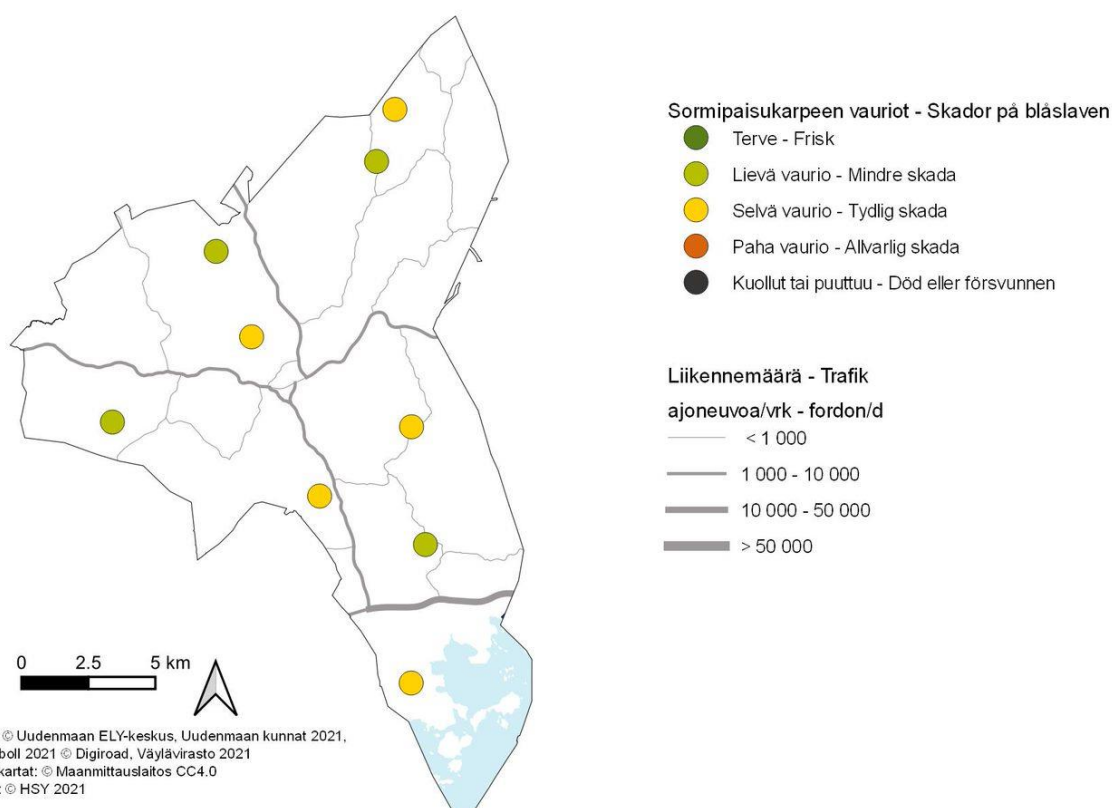 Sormipaisukarpeen vauriot - Skador på blåslaven
Terve - Frisk
Lievä vaurio - Mindre skada
Selvä vaurio - Tydlig skada
Paha vaurio - Allvarlig skada
Kuollut tai puuttuu - Död eller försvunnen
Liikennemäärä - Trafik
ajoneuvoa/vrk - fordon/d
< 1 000
1 000 - 10 000
10 000 - 50 000
> 50 000
0 2.5 5 km
© Uudenmaan ELY-keskus, Uudenmaan kunnat 2021,
boll 2021 © Digiroad, Väylävirasto 2021
kartat: © Maanmittauslaitos CC4.0
: © HSY 2021